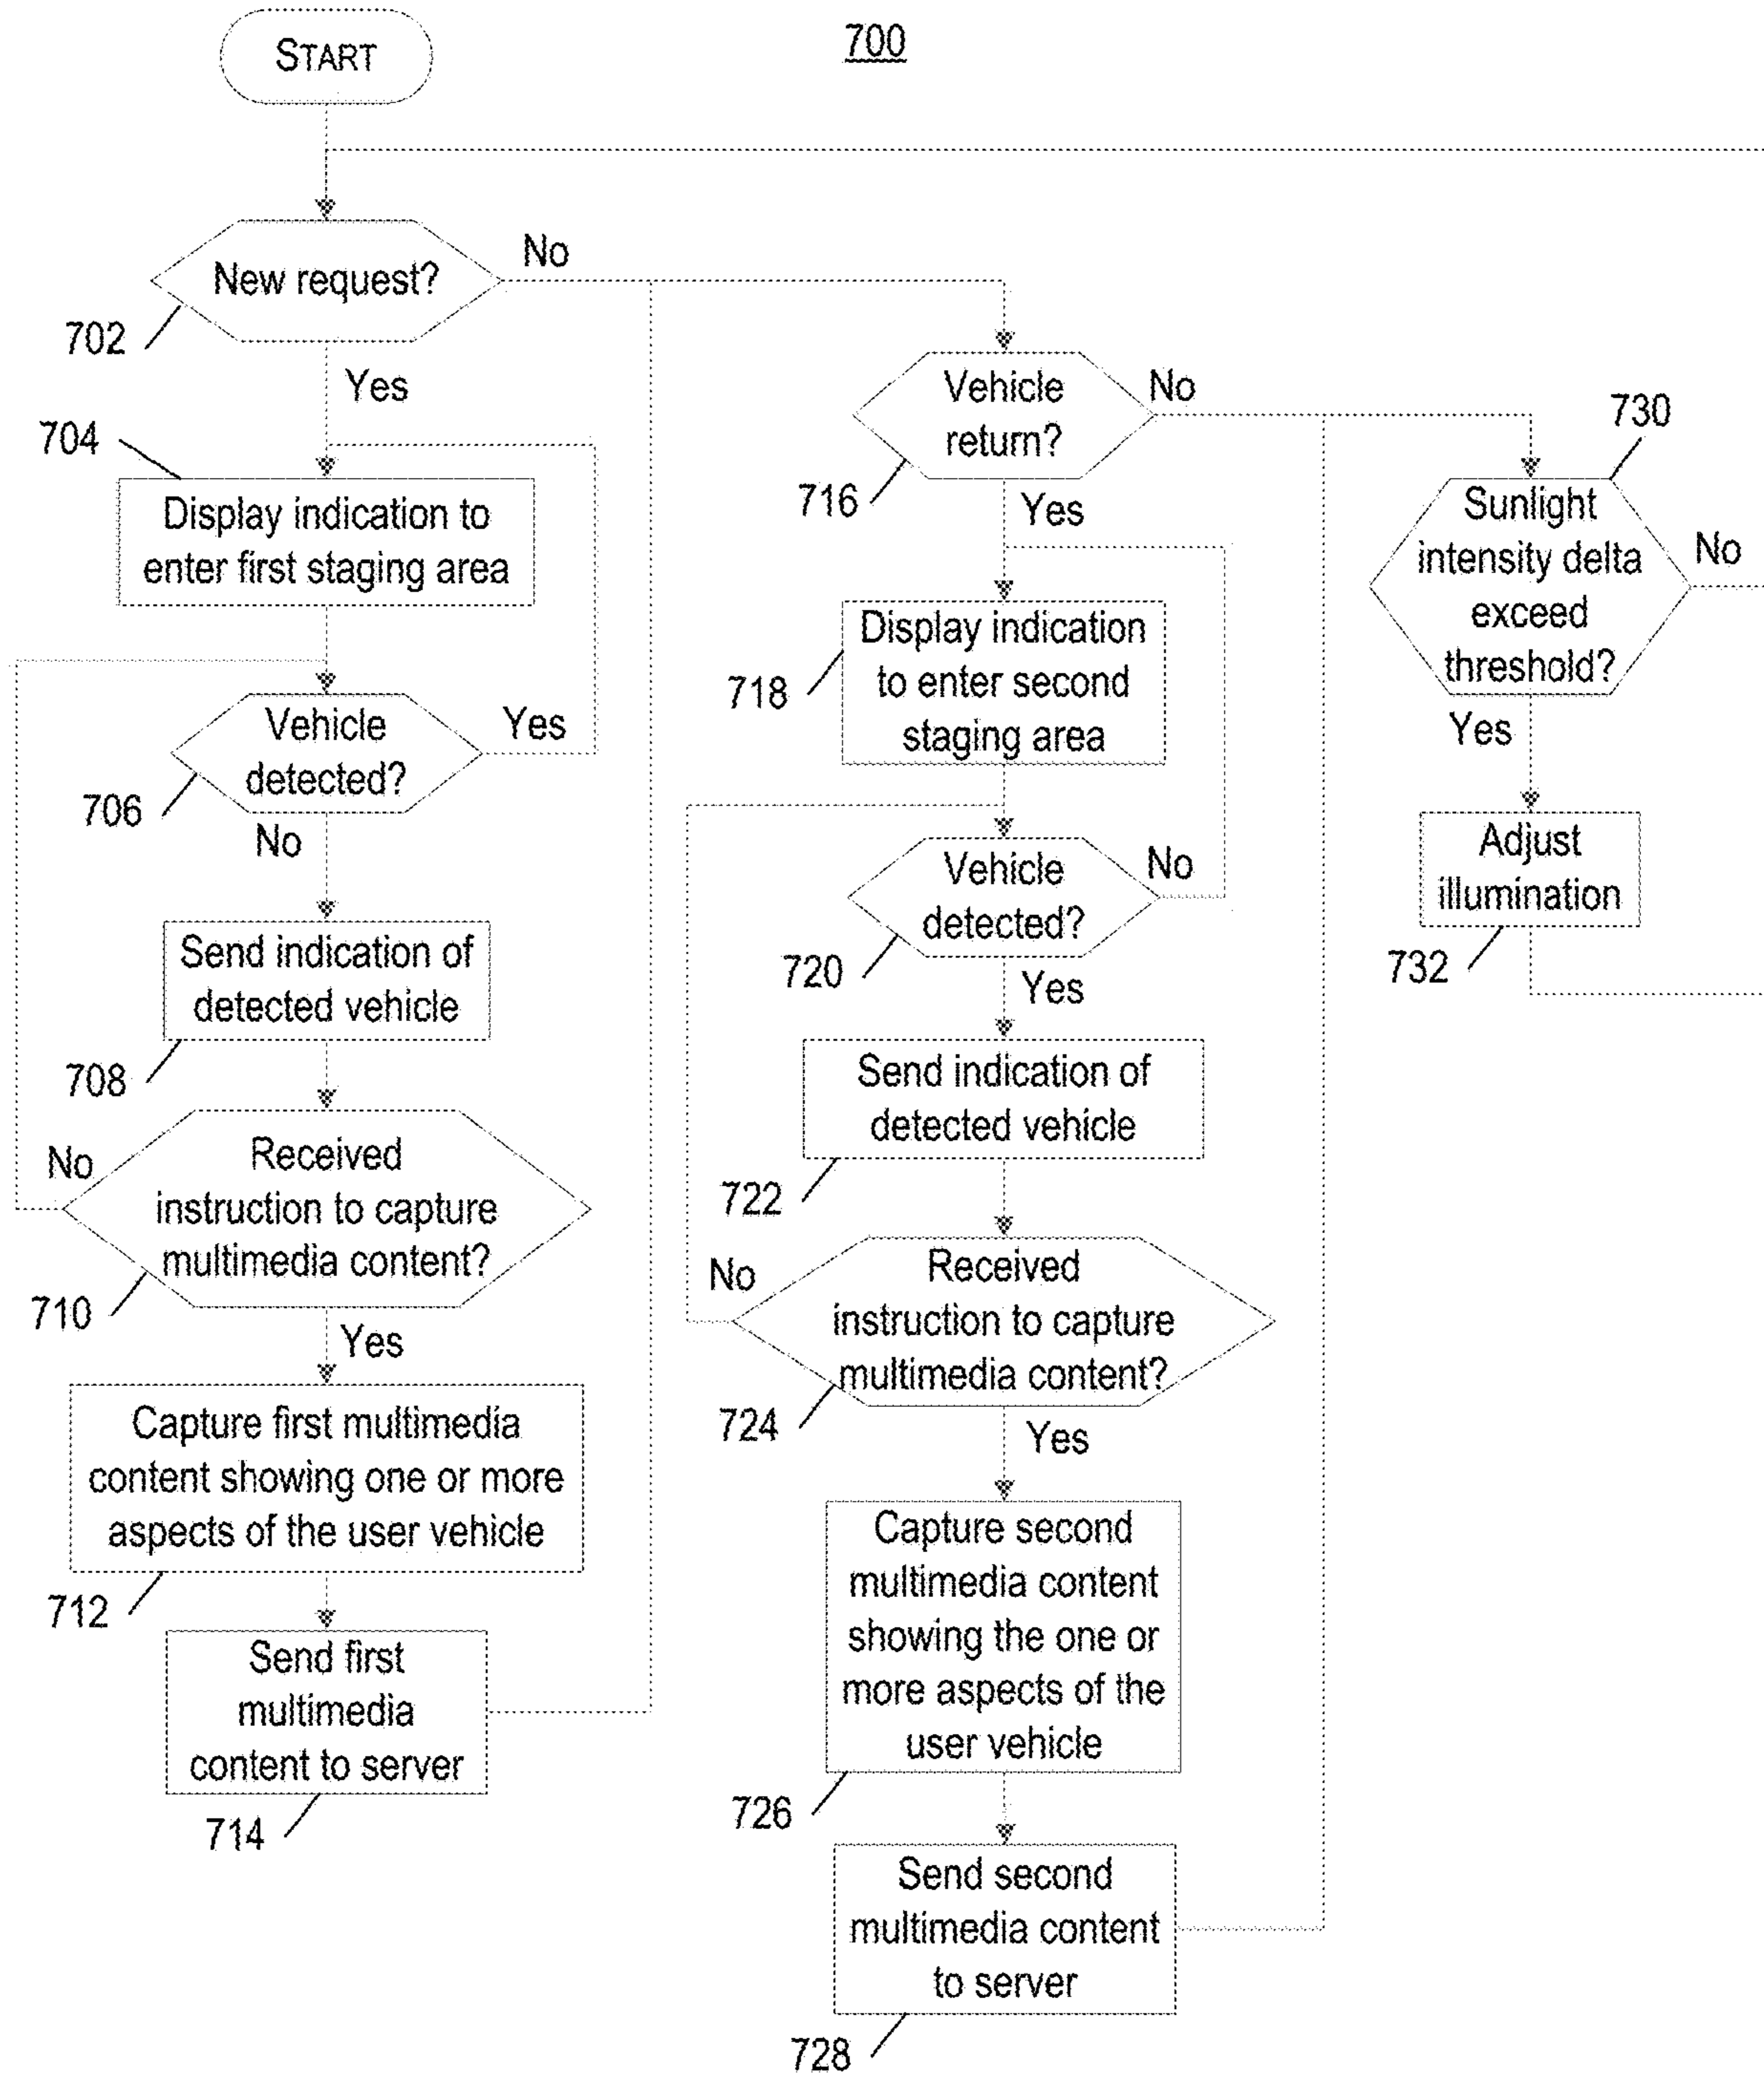 700
START
New request?
No
702
Yes
704
Display indication to
enter first staging area
Vehicle
detected?
Yes
706
No
Send indication of
detected vehicle
708
Received
instruction to capture
multimedia content?
No
710
Yes
Capture first multimedia
content showing one or more
aspects of the user vehicle
712
Send first
multimedia
content to server
714
Vehicle
return?
No
716
Yes
Display indication
to enter second
staging area
718
Vehicle
detected?
No
720
Yes
Send indication of
detected vehicle
722
Received
instruction to capture
multimedia content?
No
724
Yes
Capture second
multimedia content
showing the one or
more aspects of the
user vehicle
726
Send second
multimedia content
to server
728
730
Sunlight
intensity delta
exceed
threshold?
No
Yes
Adjust
illumination
732